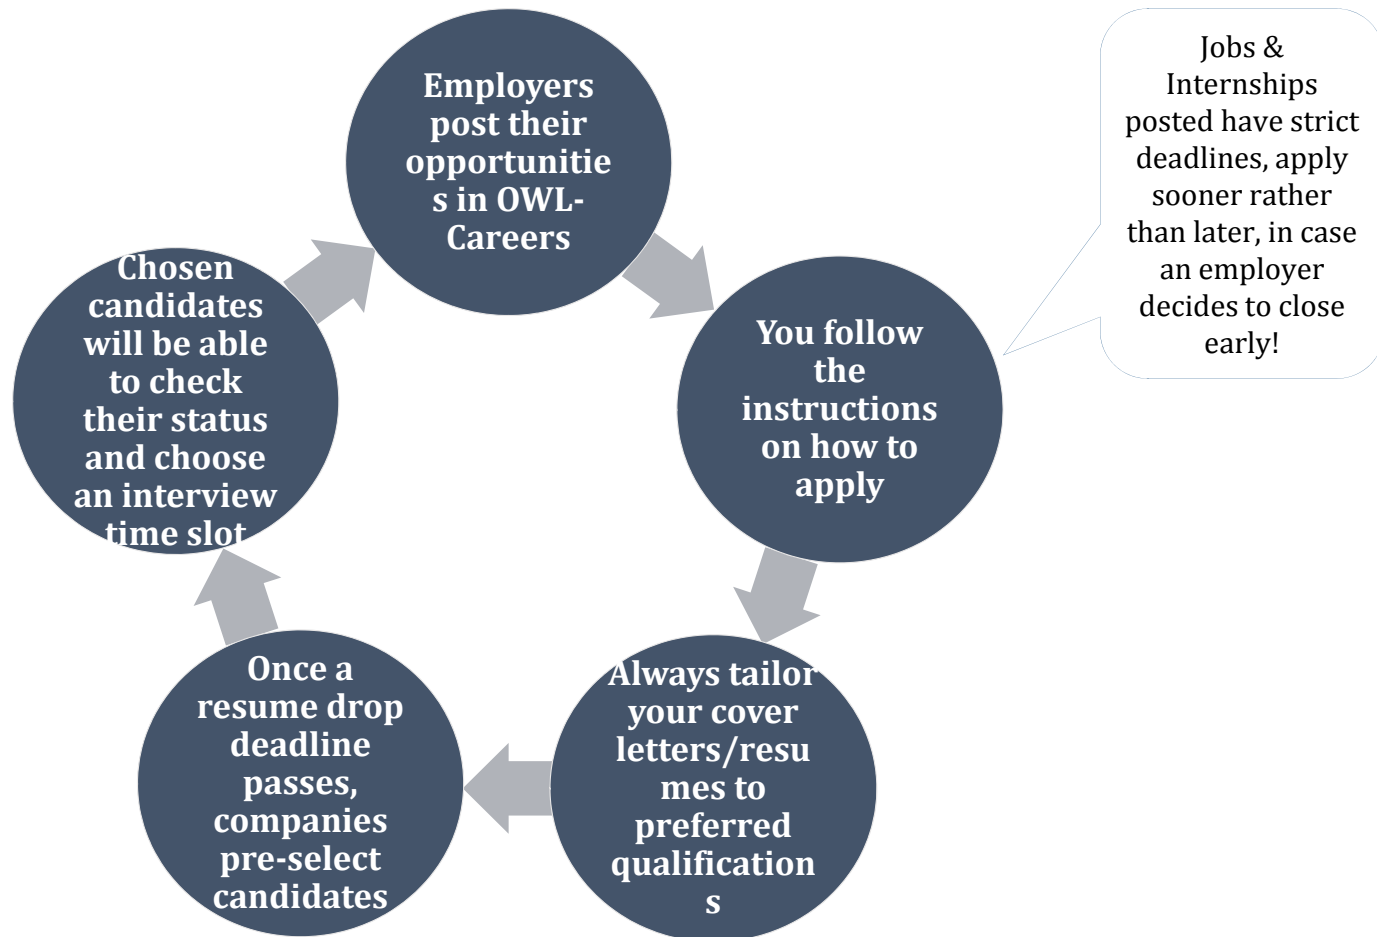 Employers
post their
opportunitie
s in OWL-
Careers
Jobs &
Internships
posted have strict
deadlines, apply
sooner rather
than later, in case
an employer
decides to close
early!
You follow
the
instructions
on how to
apply
Always tailor
your cover
letters/resu
mes to
preferred
qualification
s
Once a
resume drop
deadline
passes,
companies
pre-select
candidates
Chosen
candidates
will be able
to check
their status
and choose
an interview
time slot